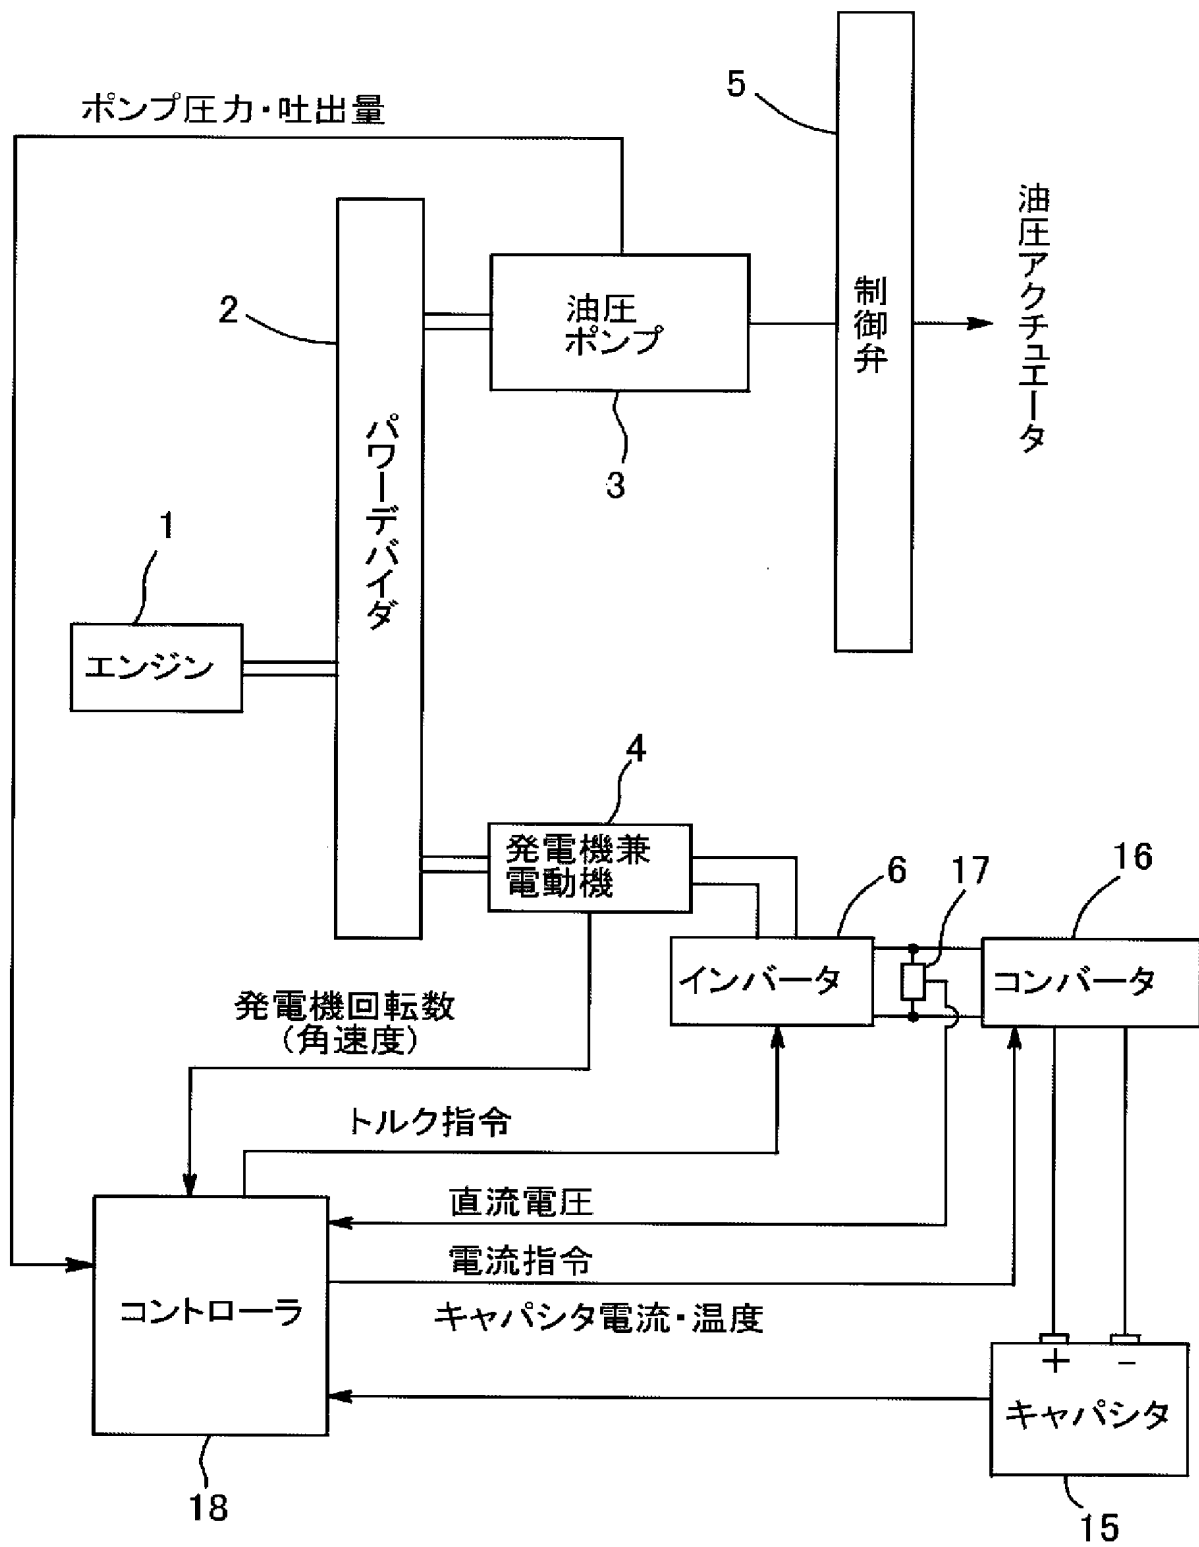 5
ポンプ圧力・吐出量
油圧アクチュエータ
2
油圧
ポンプ
制御弁
3
パワーデバイダ
1
エンジン
4
発電機兼
電動機
6
17
16
インバータ
コンバータ
発電機回転数
(角速度)
トルク指令
直流電圧
電流指令
コントローラ
キャパシタ電流・温度
+ -
キャパシタ
18
15